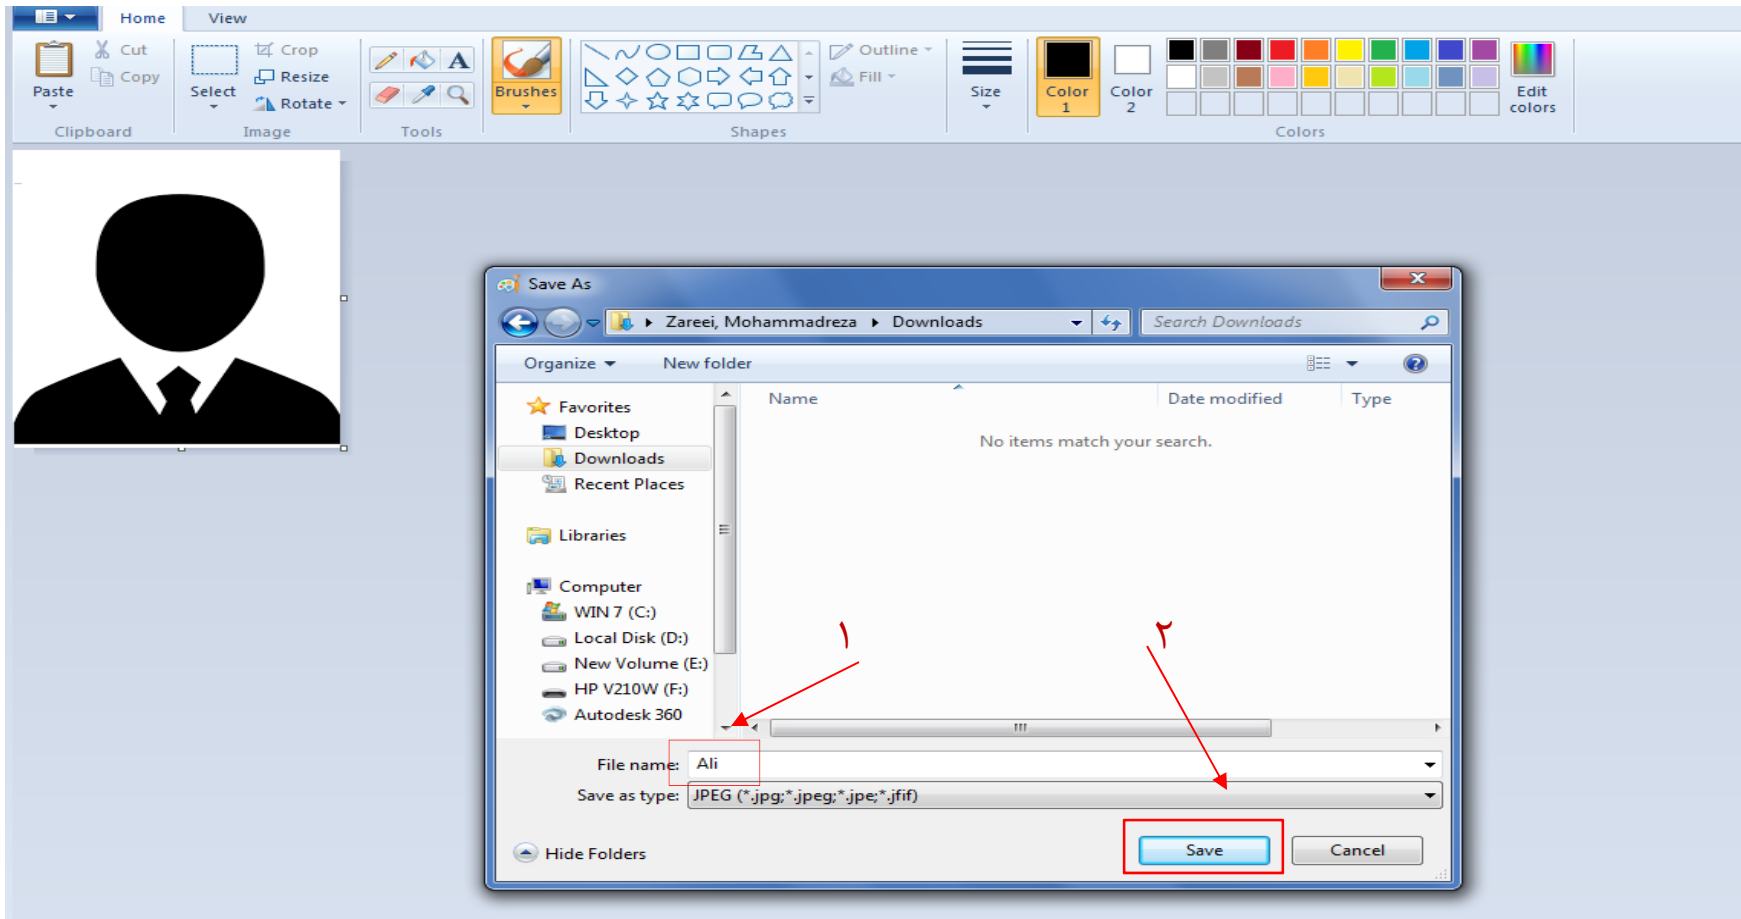 Home View
Paste
Cut
Copy
Clipboard
Select
Crop
Resize
Rotate
Image
A
Tools
Brushes
Outline
Fill
Shapes
Size
Color 1
Color 2
Edit colors
Colors
Save As
Zareei, Mohammadreza Downloads
Search Downloads
Organize New folder
Favorites
Desktop
Downloads
Recent Places
Libraries
Computer
WIN 7 (C:)
Local Disk (D:)
New Volume (E:)
HP V210W (F:)
Autodesk 360
Name Date modified Type
No items match your search.
۱ ۲
File name: Ali
Save as type: JPEG (*.jpg;*.jpeg;*.jpe;*.jfif)
Hide Folders Save Cancel